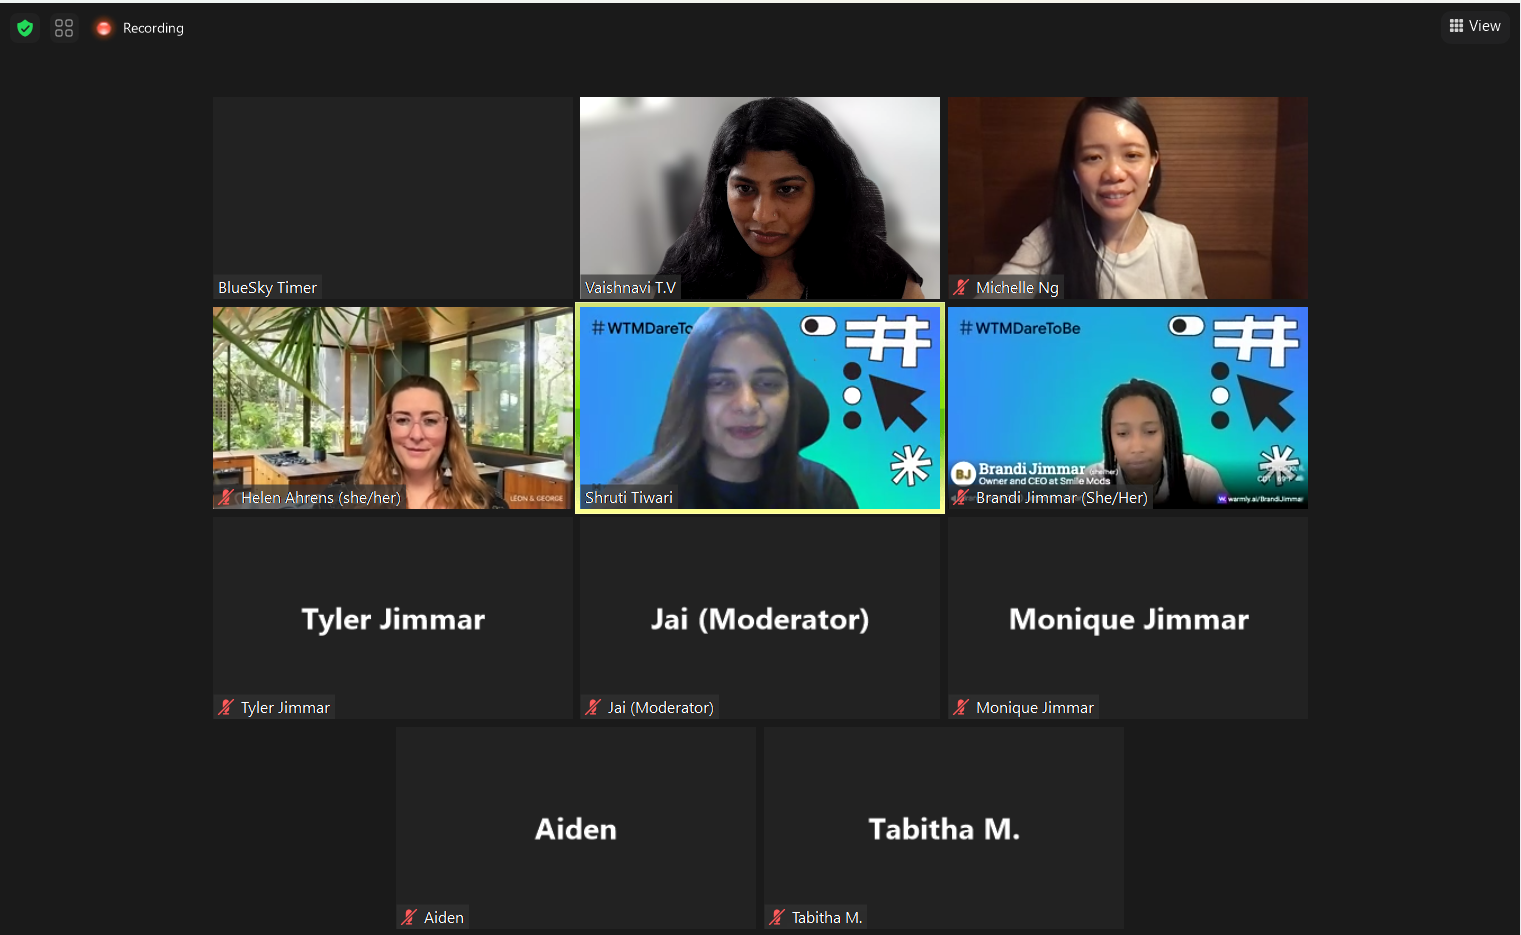 Recording
View
BlueSky Timer
Vaishnavi T.V
Michelle Ng
LEON & GEORGE
Helen Ahrens (she/her)
#WTMDareTo
Shruti Tiwari
#WTMDareToBe
BJ
Brandi Jimmar (she/her)
Owner and CEO at Smile Mods
Brandi Jimmar (She/Her)
warmly.ai/BrandiJimmar
Tyler Jimmar
Tyler Jimmar
Jai (Moderator)
Jai (Moderator)
Monique Jimmar
Monique Jimmar
Aiden
Aiden
Tabitha M.
Tabitha M.